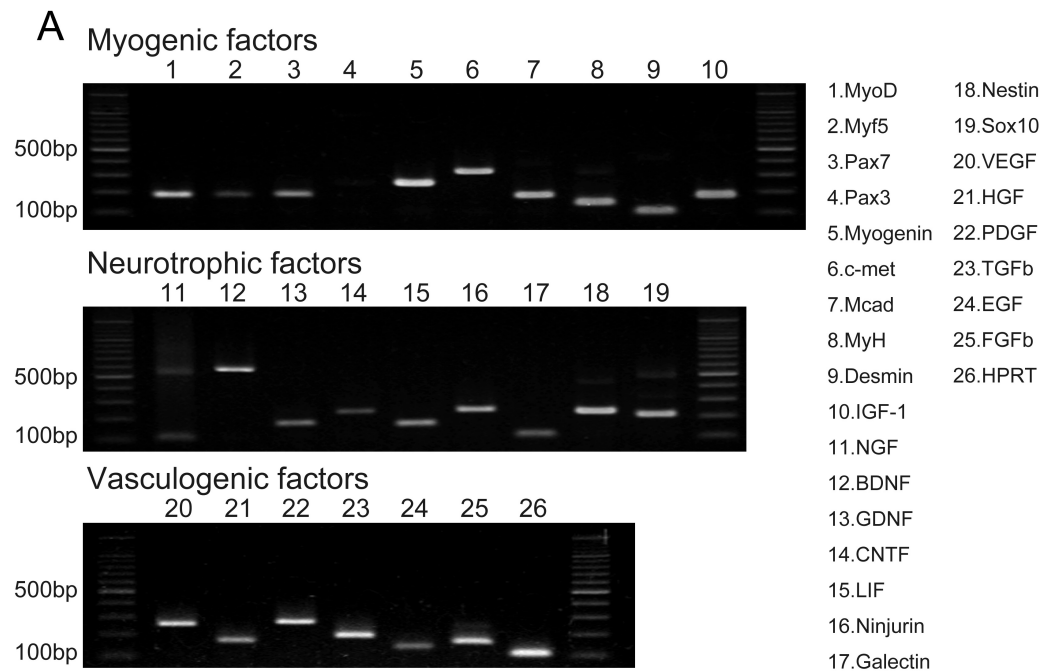 A
Myogenic factors
1 2 3 4 5 6 7 8 9 10
500bp
100bp
Neurotrophic factors
11 12 13 14 15 16 17 18 19
500bp
100bp
Vasculogenic factors
20 21 22 23 24 25 26
500bp
100bp
1.MyoD
2.Myf5
3.Pax7
4.Pax3
5.Myogenin
6.c-met
7.Mcad
8.MyH
9.Desmin
10.IGF-1
11.NGF
12.BDNF
13.GDNF
14.CNTF
15.LIF
16.Ninjurin
17.Galectin
18.Nestin
19.Sox10
20.VEGF
21.HGF
22.PDGF
23.TGFb
24.EGF
25.FGFb
26.HPRT